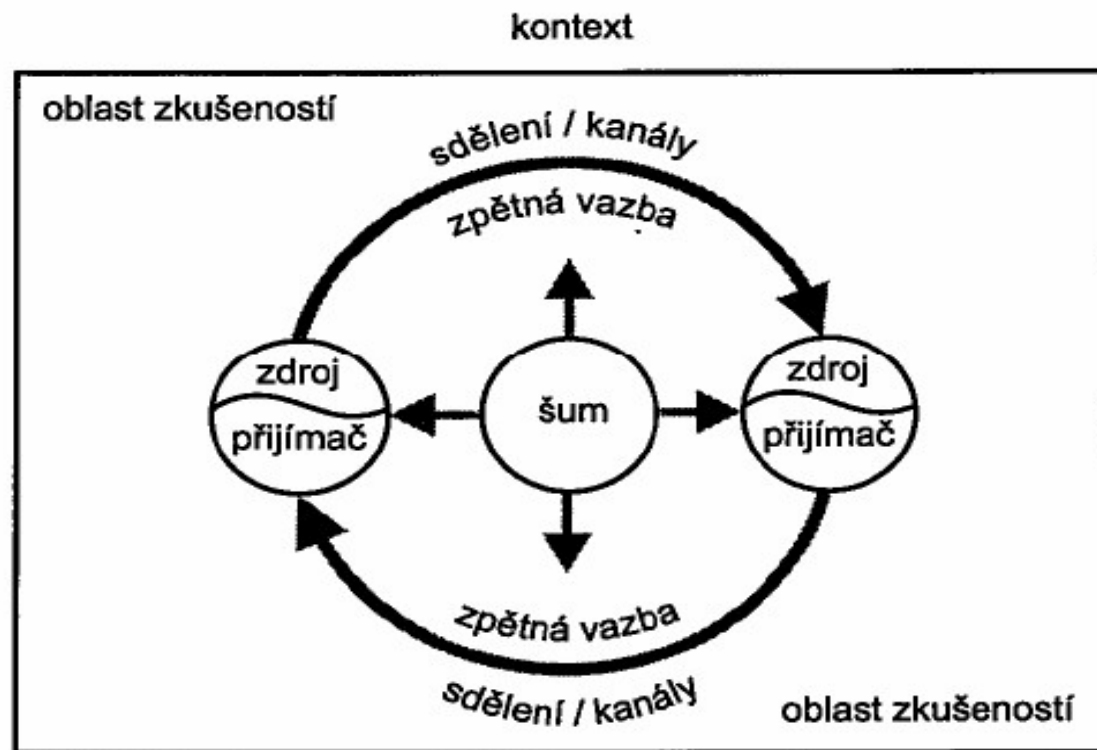 kontext
oblast zkušeností
sdělení / kanály
zpětná vazba
zdroj
přijímač
šum
zdroj
přijímač
zpětná vazba
sdělení / kanály
oblast zkušeností